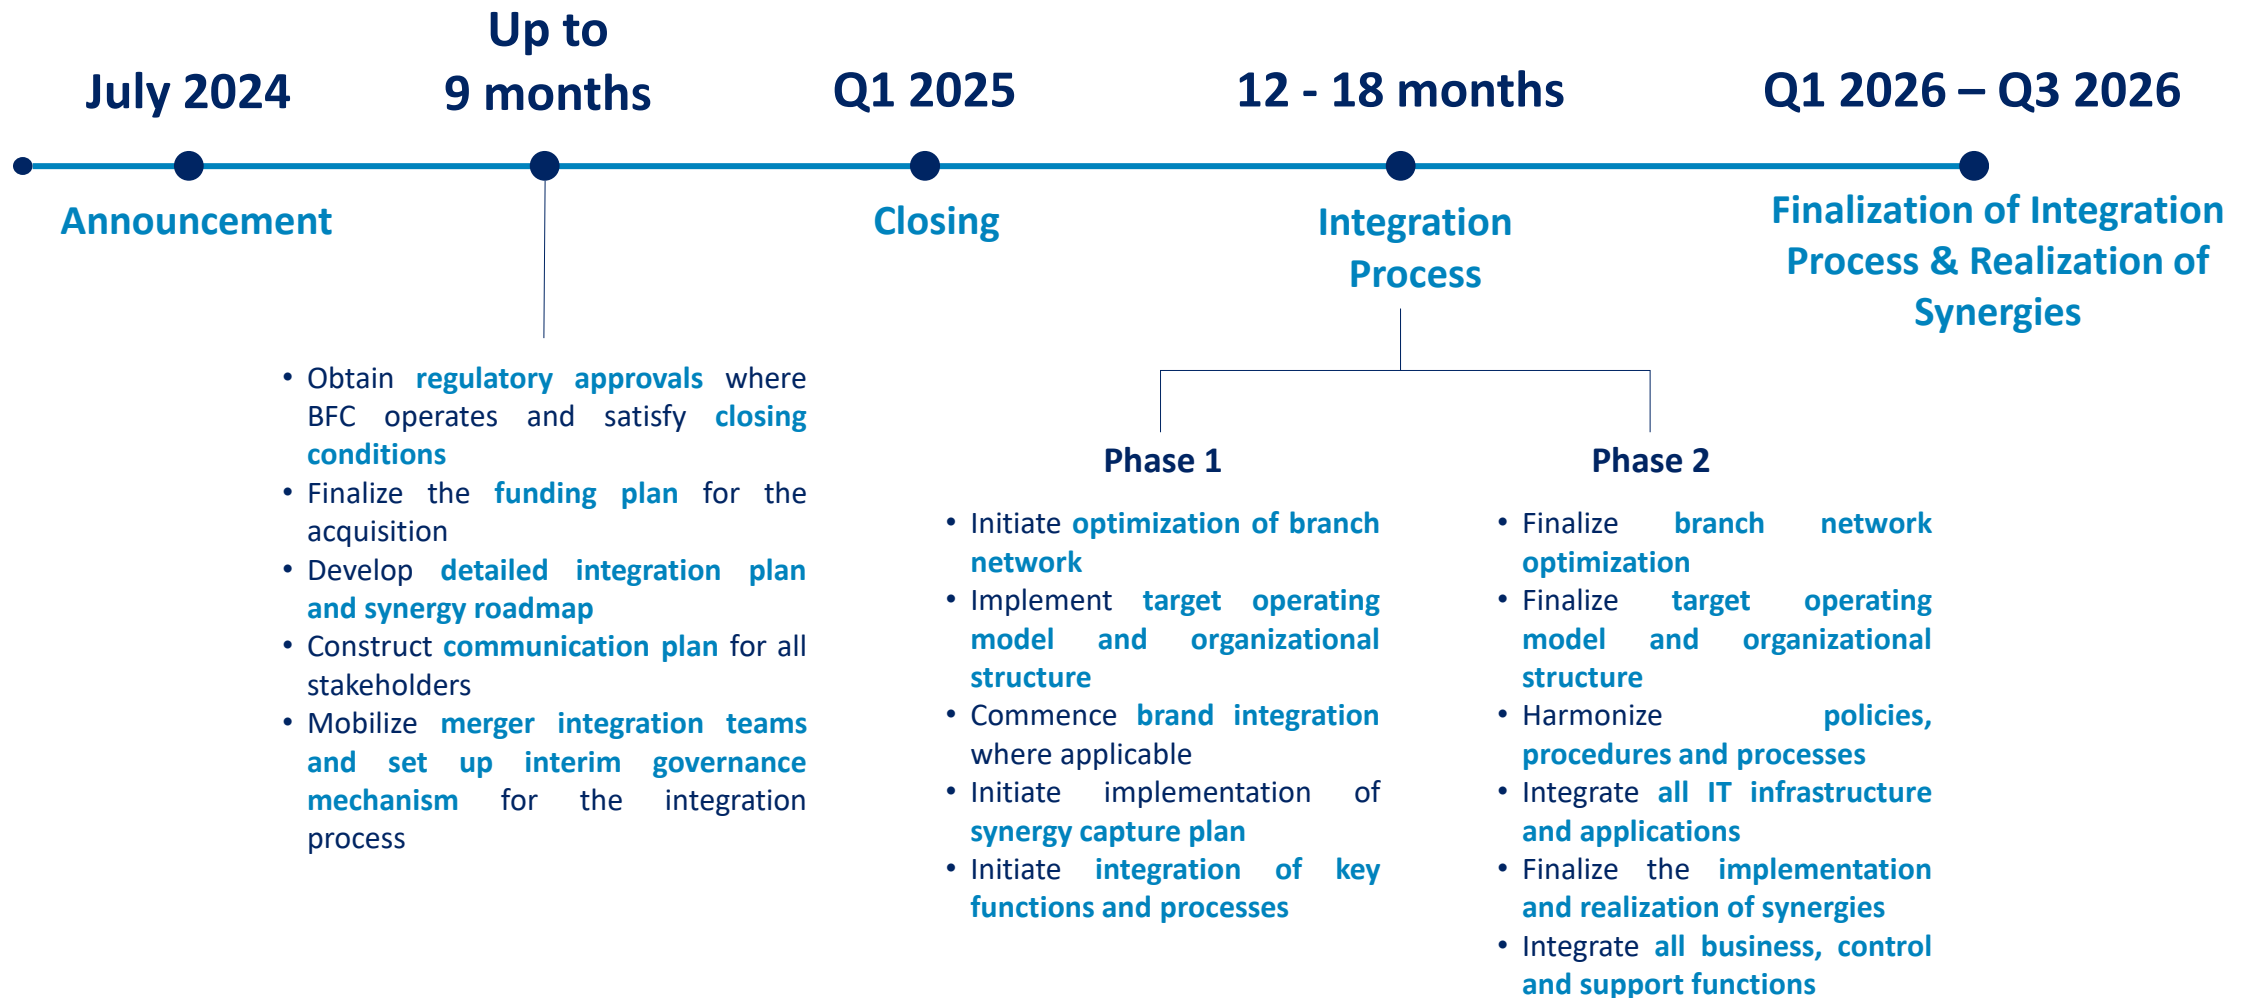 Up to
July 2024
9 months
Q1 2025
12 - 18 months
Q1 2026 – Q3 2026
Announcement
Closing
Integration
Process
Finalization of Integration
Process & Realization of
Synergies
• Obtain regulatory approvals where
BFC operates and satisfy closing
conditions
• Finalize the funding plan for the
acquisition
• Develop detailed integration plan
and synergy roadmap
• Construct communication plan for all
stakeholders
• Mobilize merger integration teams
and set up interim governance
mechanism for the integration
process
Phase 1
• Initiate optimization of branch
network
• Implement target operating
model and organizational
structure
• Commence brand integration
where applicable
• Initiate implementation of
synergy capture plan
• Initiate integration of key
functions and processes
Phase 2
• Finalize branch network
optimization
• Finalize target operating
model and organizational
structure
• Harmonize policies,
procedures and processes
• Integrate all IT infrastructure
and applications
• Finalize the implementation
and realization of synergies
• Integrate all business, control
and support functions